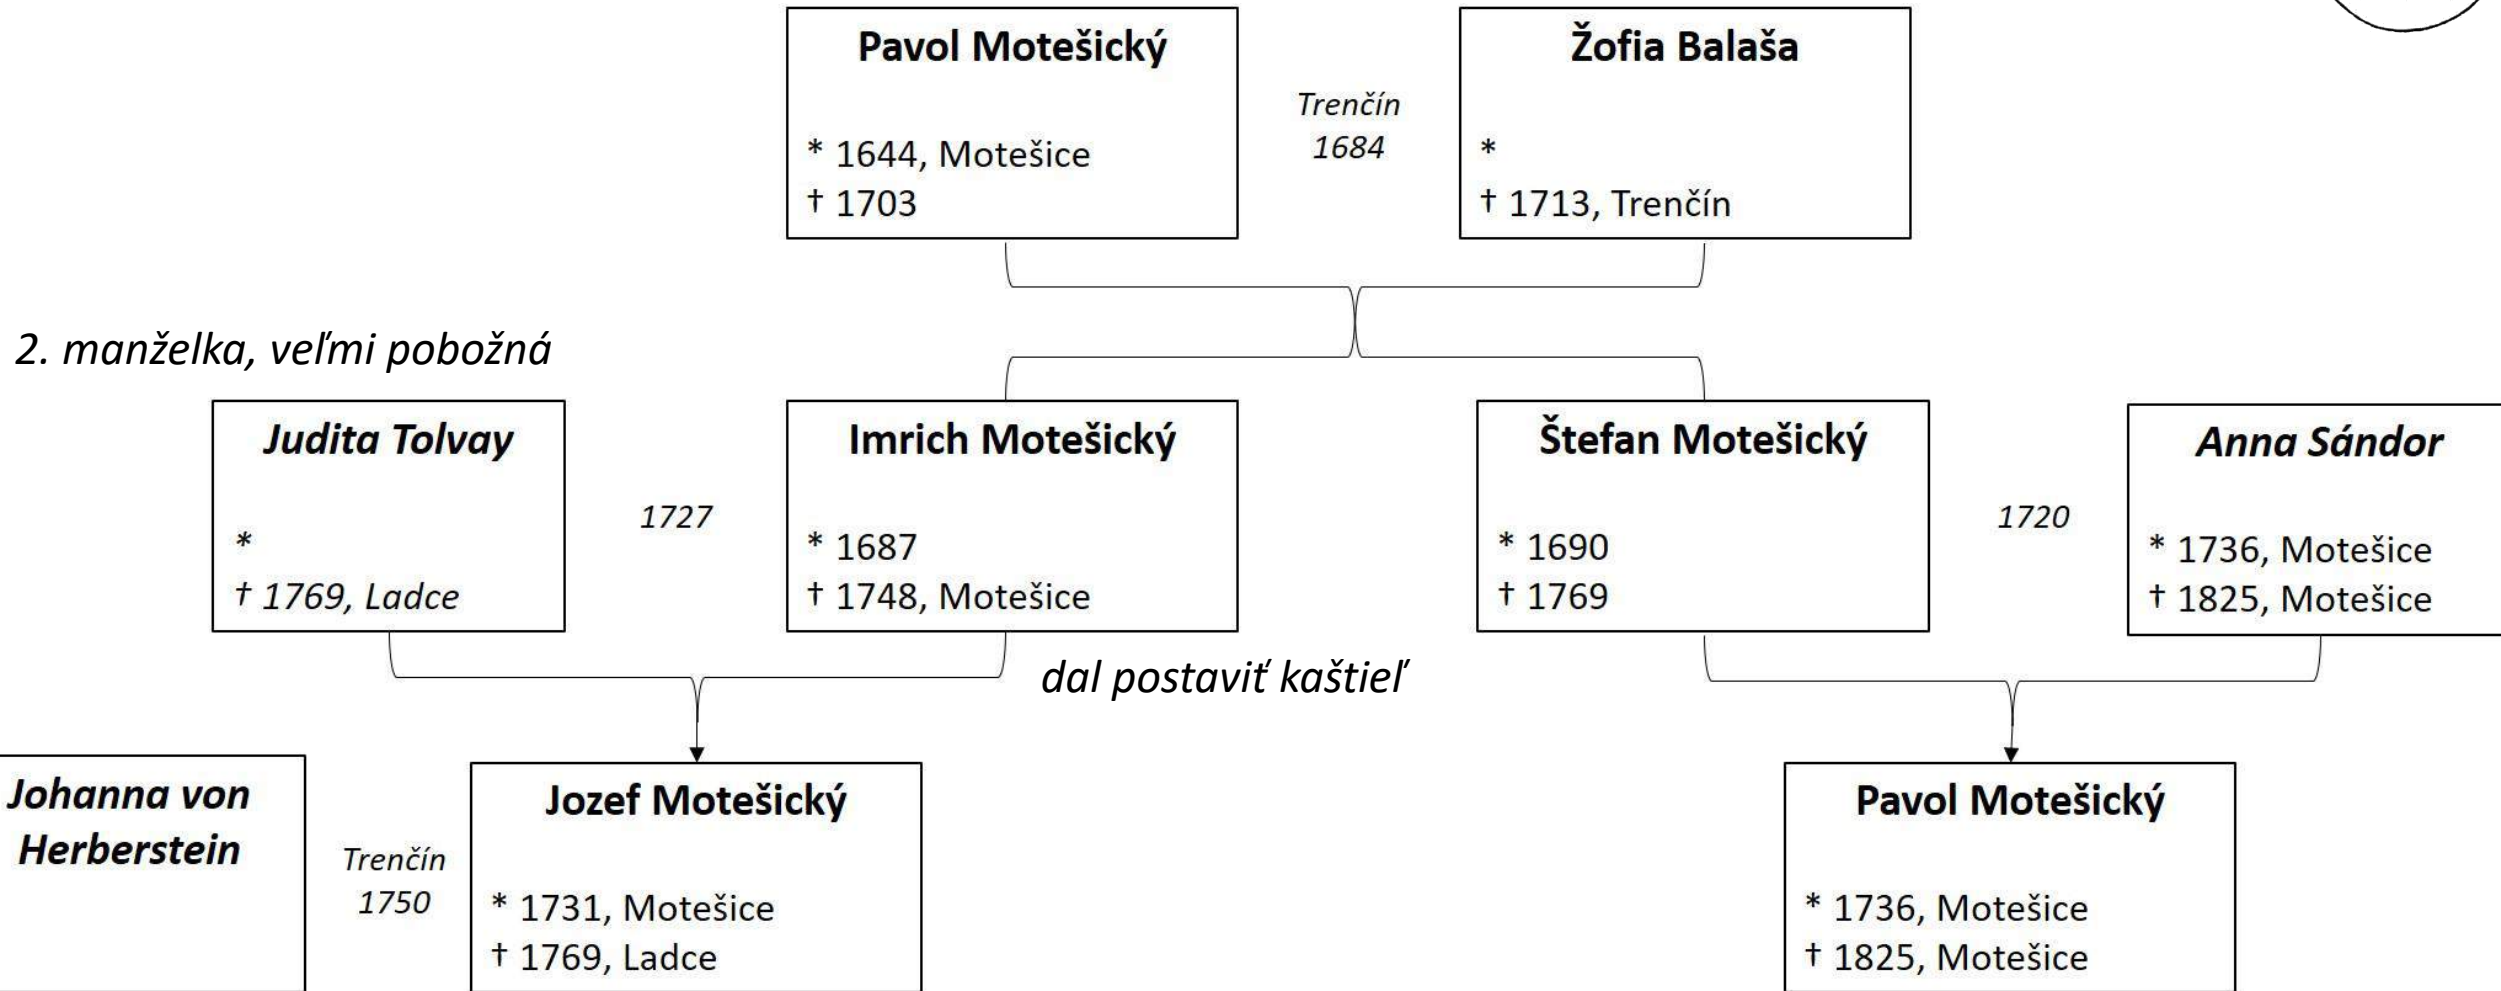 Pavol Motešický
* 1644, Motešice
† 1703
Trenčín
1684
Žofia Balaša
*
† 1713, Trenčín
2. manželka, veľmi pobožná
Judita Tolvay
*
† 1769, Ladce
1727
Imrich Motešický
* 1687
† 1748, Motešice
Štefan Motešický
* 1690
† 1769
1720
Anna Sándor
* 1736, Motešice
† 1825, Motešice
dal postaviť kaštieľ
Johanna von
Herberstein
Trenčín
1750
Jozef Motešický
* 1731, Motešice
† 1769, Ladce
Pavol Motešický
* 1736, Motešice
† 1825, Motešice